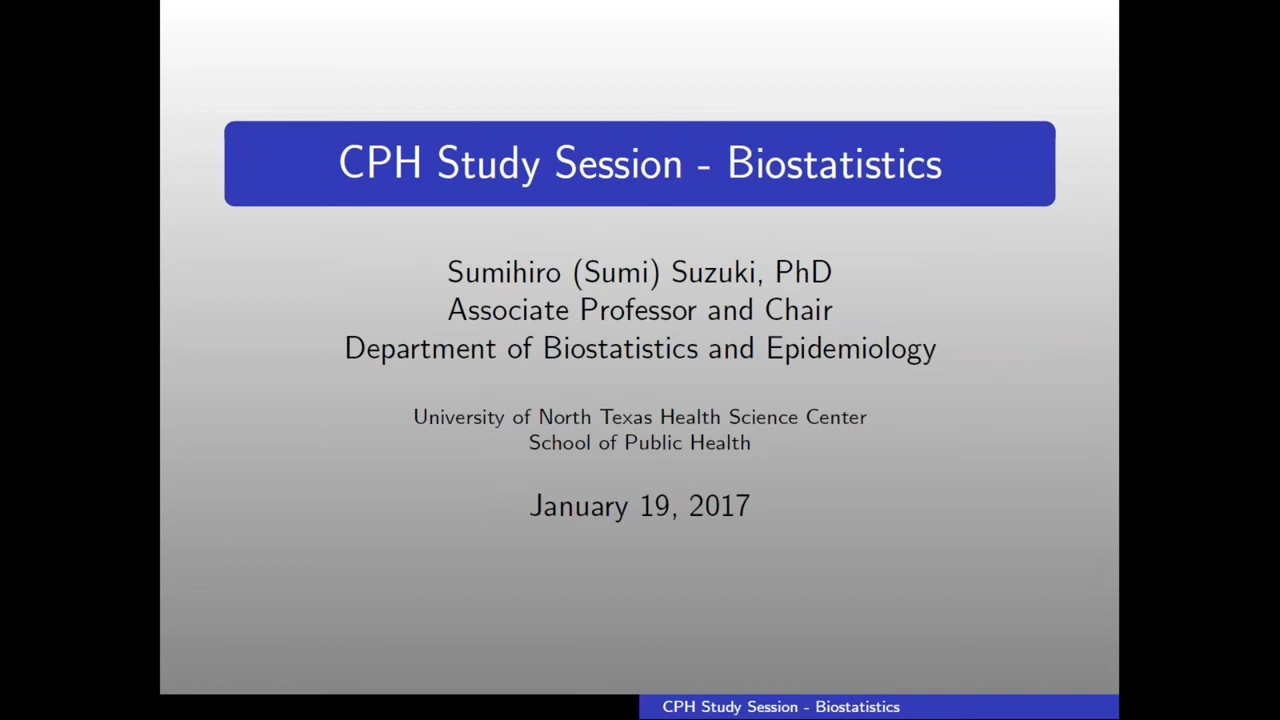 CPH Study Session - Biostatistics
Sumihiro (Sumi) Suzuki, PhD
Associate Professor and Chair
Department of Biostatistics and Epidemiology
University of North Texas Health Science Center
School of Public Health
January 19, 2017
CPH Study Session - Biostatistics